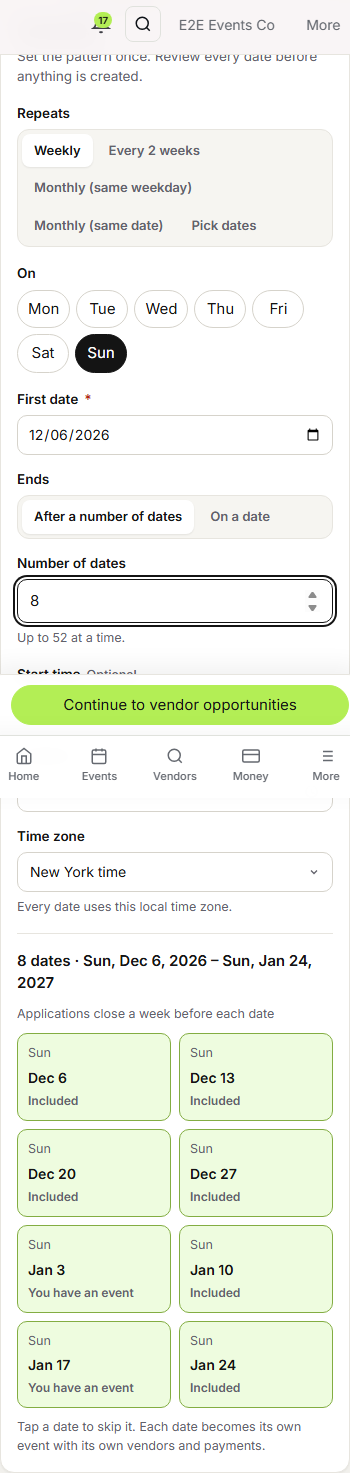 17
E2E Events Co
More
Set the pattern once. Review every date before
anything is created.
Repeats
Weekly
Every 2 weeks
Monthly (same weekday)
Monthly (same date)
Pick dates
On
Mon
Tue
Wed
Thu
Fri
Sat
Sun
First date *
12/06/2026
Ends
After a number of dates
On a date
Number of dates
8
Up to 52 at a time.
Start time Optional
Continue to vendor opportunities
Home
Events
Vendors
Money
More
Time zone
New York time
Every date uses this local time zone.
8 dates · Sun, Dec 6, 2026 – Sun, Jan 24,
2027
Applications close a week before each date
Sun
Dec 6
Included
Sun
Dec 13
Included
Sun
Dec 20
Included
Sun
Dec 27
Included
Sun
Jan 3
You have an event
Sun
Jan 10
Included
Sun
Jan 17
You have an event
Sun
Jan 24
Included
Tap a date to skip it. Each date becomes its own
event with its own vendors and payments.